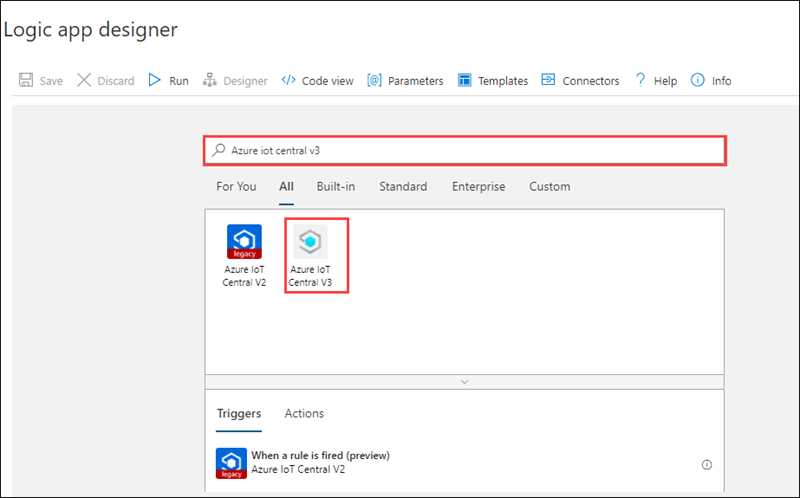 Logic app designer
Save Discard Run Designer </> Code view [@] Parameters Templates Connectors ? Help Info
Azure iot central v3
For You All Built-in Standard Enterprise Custom
legacy
Azure IoT Central V2
Azure IoT Central V3
Triggers Actions
When a rule is fired (preview)
legacy Azure IoT Central V2